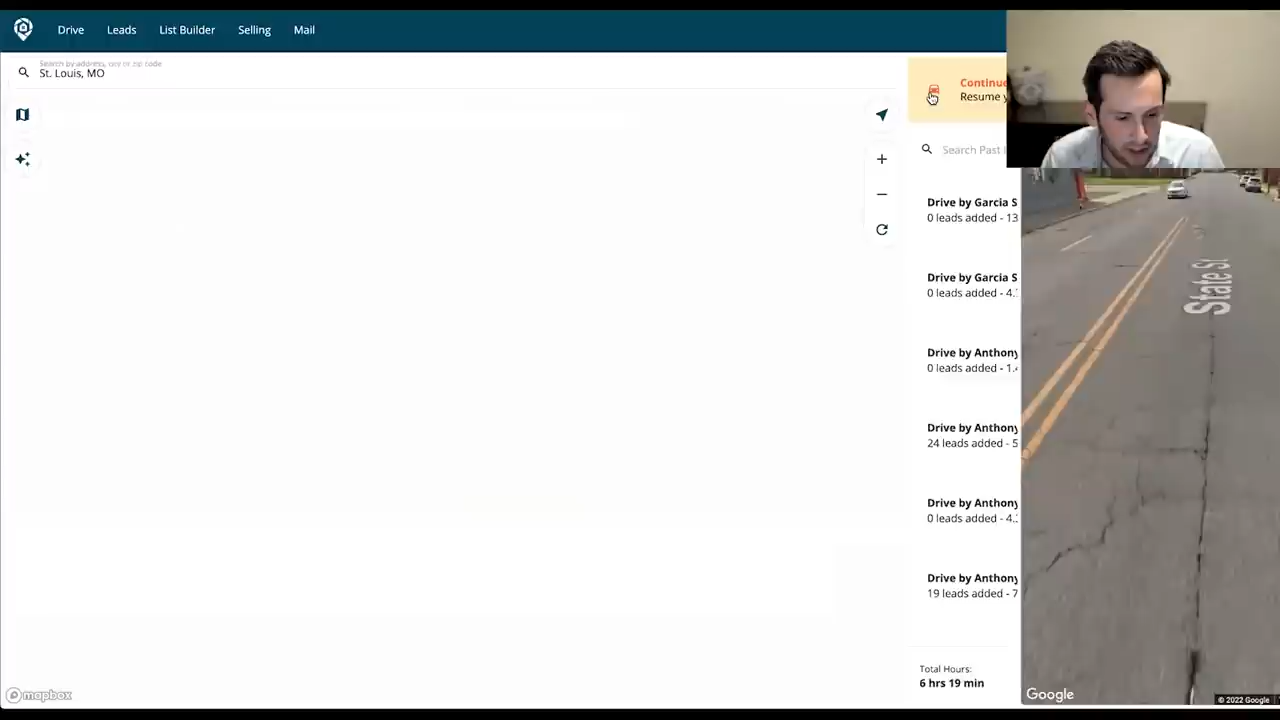 Drive
Leads
List Builder
Selling
Mail
Search by address, city or zip code
St. Louis, MO
Continue
Resume
Search Past
Drive by Garcia S
0 leads added - 13
Drive by Garcia S
0 leads added - 4.
Drive by Anthony
0 leads added - 1.
Drive by Anthony
24 leads added - 5
Drive by Anthony
0 leads added - 4.
Drive by Anthony
19 leads added - 7
Total Hours:
6 hrs 19 min
State St
mapbox
Google
© 2022 Google